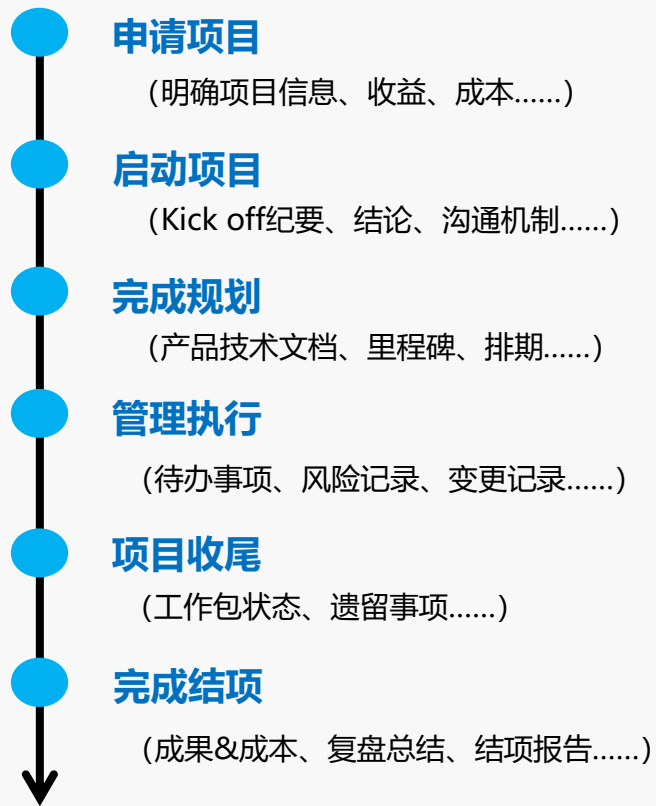 申请项目
（明确项目信息、收益、成本......）
启动项目
（Kick off纪要、结论、沟通机制......）
完成规划
（产品技术文档、里程碑、排期......）
管理执行
（待办事项、风险记录、变更记录......）
项目收尾
（工作包状态、遗留事项......）
完成结项
（成果&成本、复盘总结、结项报告......）